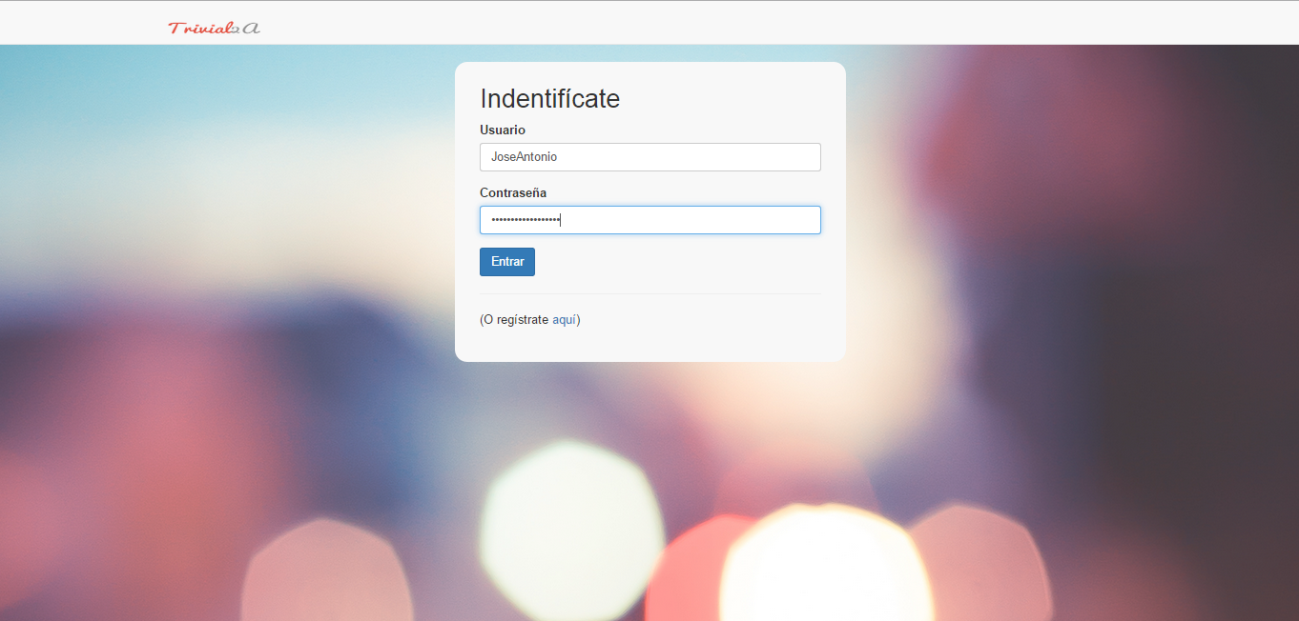 Trivial2A
Indentifícate
Usuario
JoseAntonio
Contraseña
••••••••••••••••••
Entrar
(O regístrate aquí)